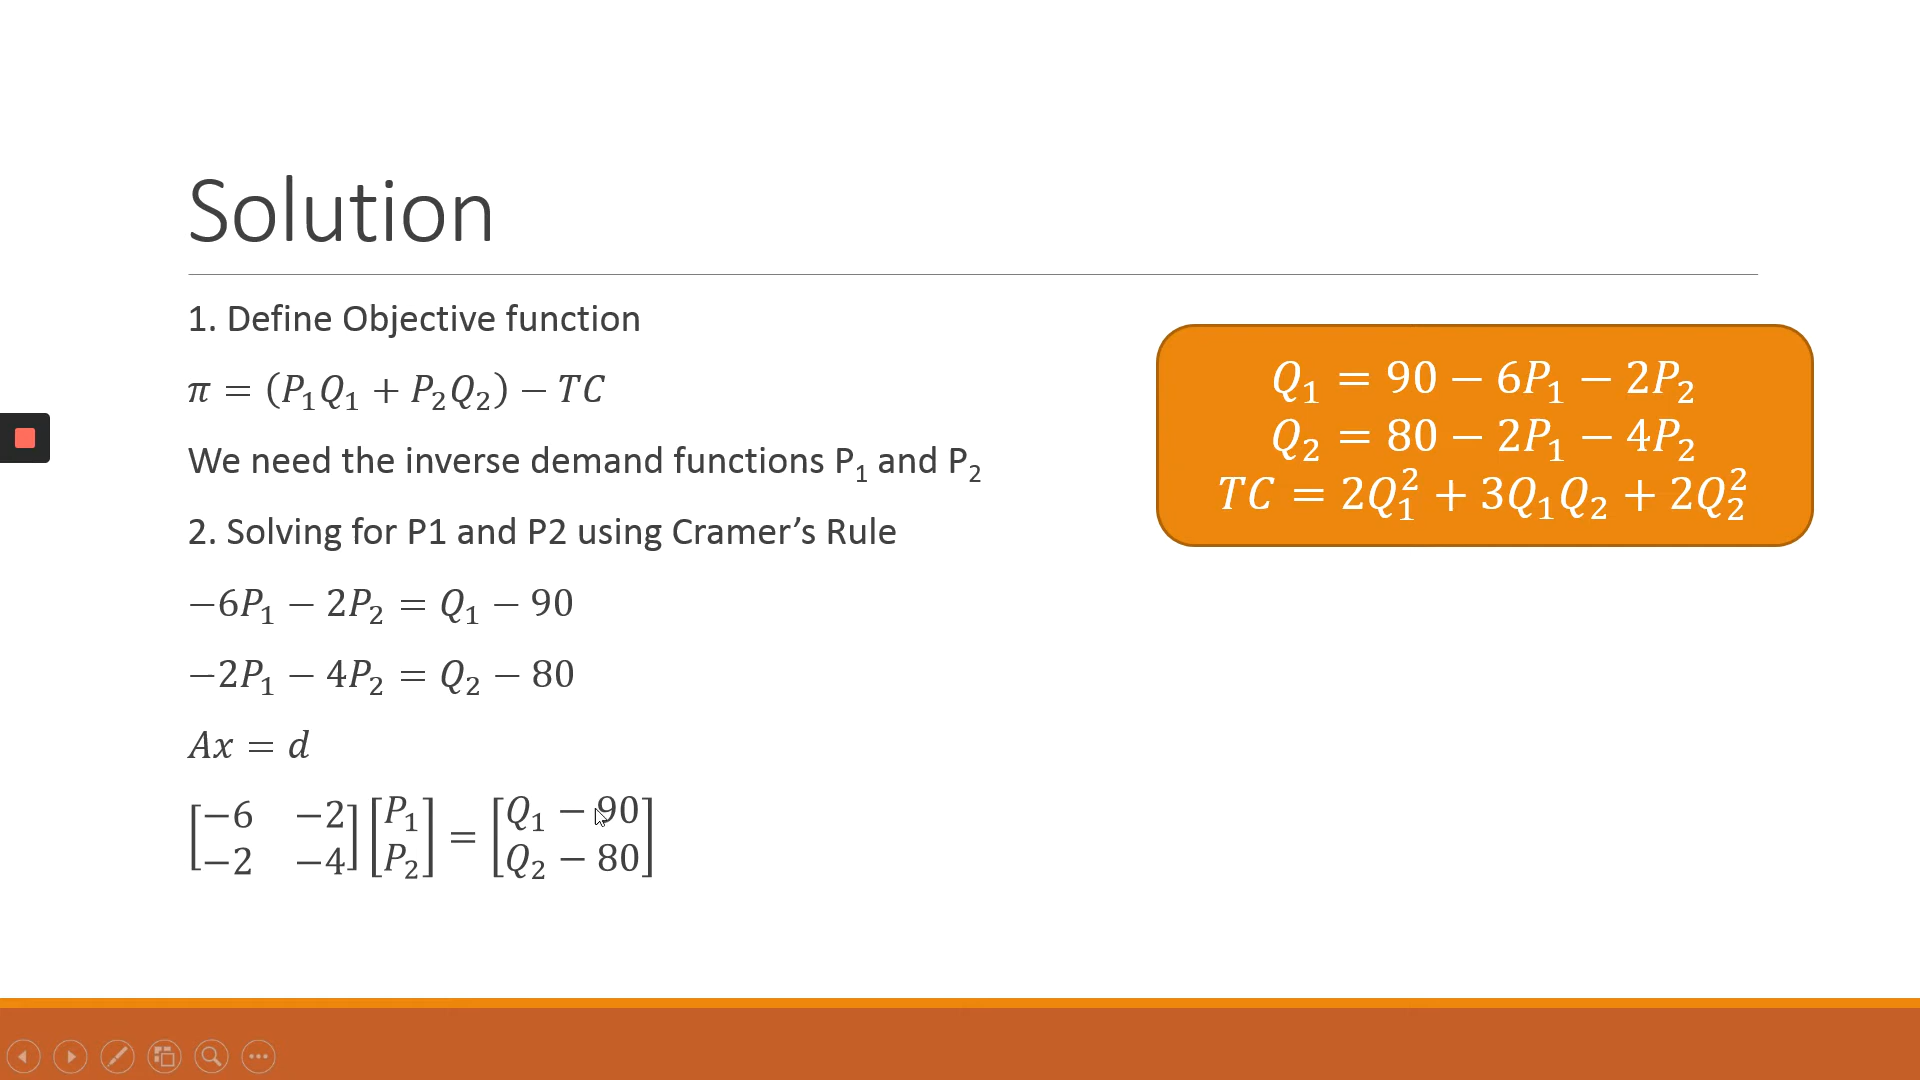 Solution
1. Define Objective function
π = (P₁Q₁ + P₂Q₂) − TC
We need the inverse demand functions P₁ and P₂
2. Solving for P1 and P2 using Cramer’s Rule
−6P₁ − 2P₂ = Q₁ − 90
−2P₁ − 4P₂ = Q₂ − 80
Ax = d
[−6 −2] [P₁] = [Q₁ − 90]
[−2 −4] [P₂] [Q₂ − 80]
Q₁ = 90 − 6P₁ − 2P₂
Q₂ = 80 − 2P₁ − 4P₂
TC = 2Q₁² + 3Q₁Q₂ + 2Q₂²